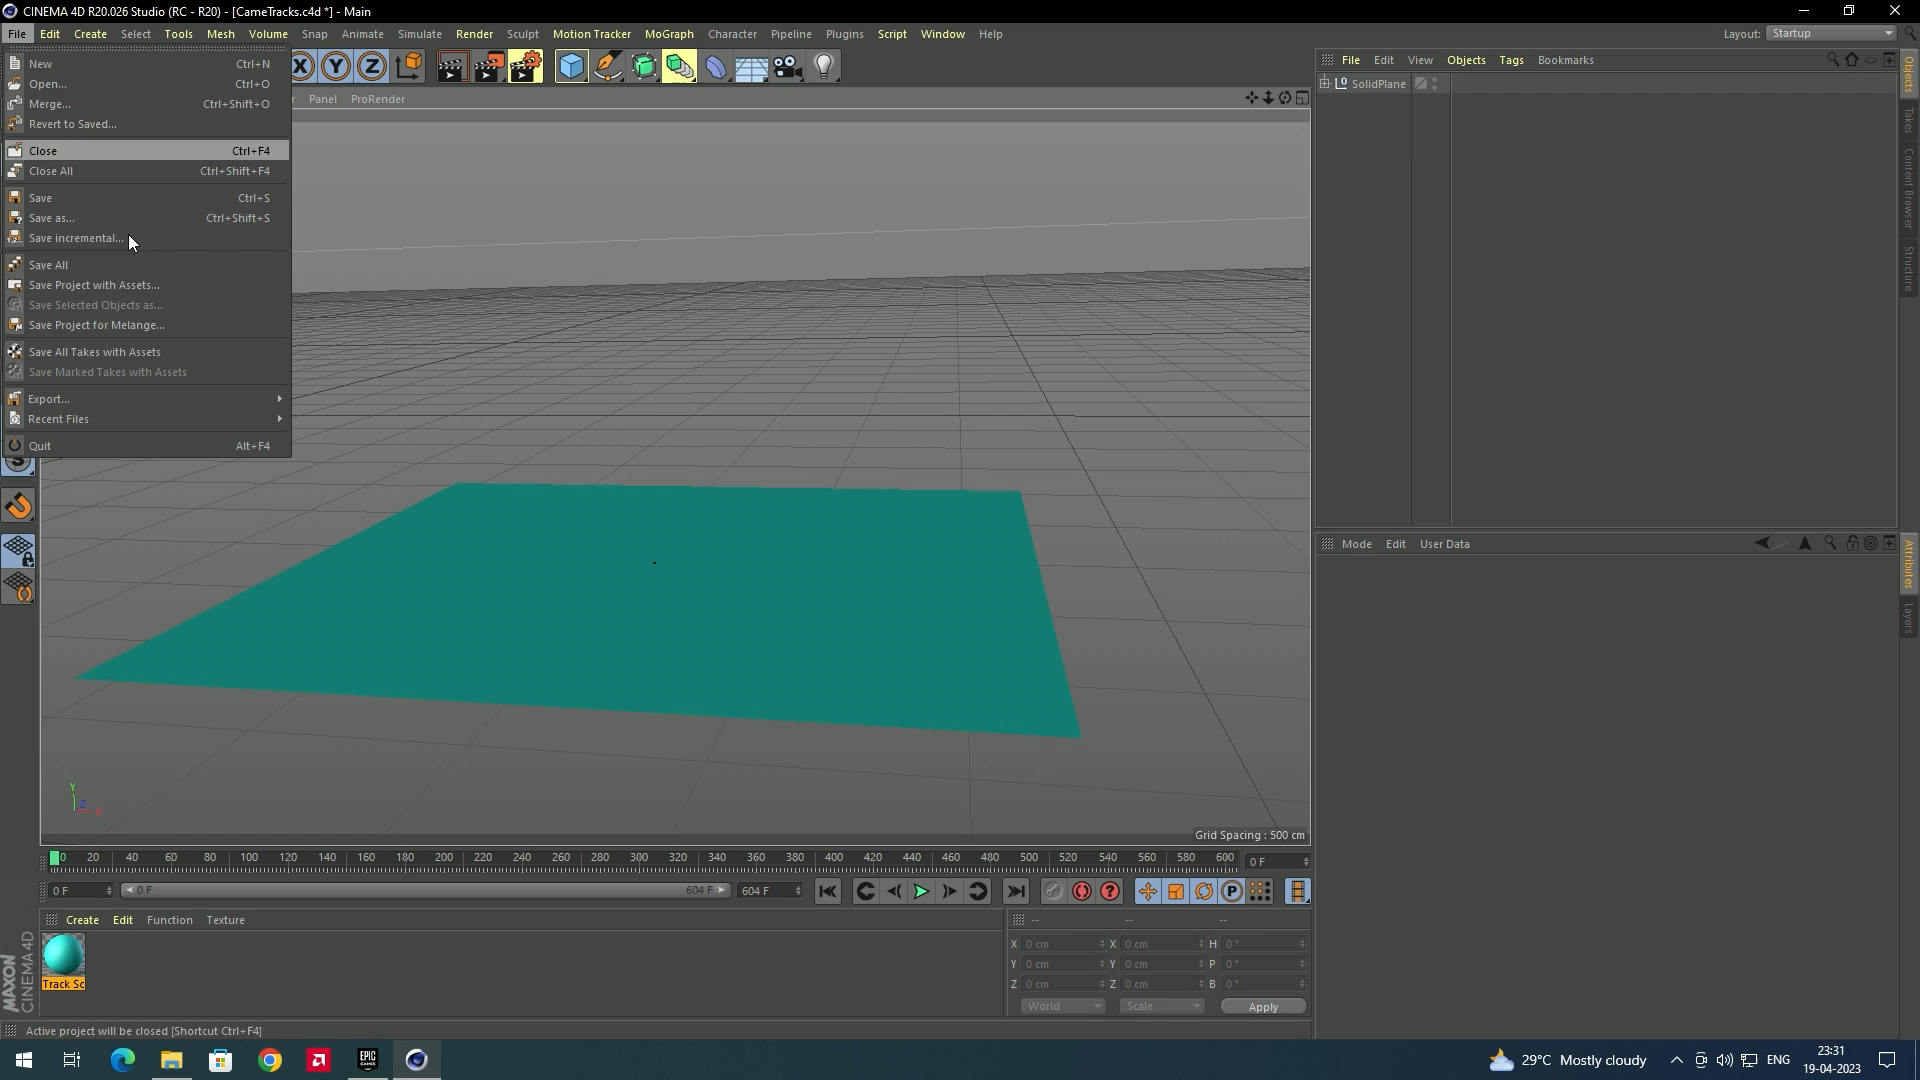 CINEMA 4D R20.026 Studio (RC - R20) - [CameTracks.c4d *] - Main
File Edit Create Select Tools Mesh Volume Snap Animate Simulate Render Sculpt Motion Tracker MoGraph Character Pipeline Plugins Script Window Help Layout: Startup
New Ctrl+N
Open... Ctrl+O
Merge... Ctrl+Shift+O
Revert to Saved...
Close Ctrl+F4
Close All Ctrl+Shift+F4
Save Ctrl+S
Save as... Ctrl+Shift+S
Save incremental...
Save All
Save Project with Assets...
Save Selected Objects as...
Save Project for Melange...
Save All Takes with Assets
Save Marked Takes with Assets
Export...
Recent Files
Quit Alt+F4
X Y Z
Panel ProRender
File Edit View Objects Tags Bookmarks
SolidPlane
Objects
Takes
Content Browser
Structure
Mode Edit User Data
Attributes
Layers
Y
Z
X
Grid Spacing : 500 cm
0 20 40 60 80 100 120 140 160 180 200 220 240 260 280 300 320 340 360 380 400 420 440 460 480 500 520 540 560 580 600 0 F
0 F 0 F 604 F 604 F
Create Edit Function Texture
Track Sc
-- -- --
X 0 cm X 0 cm H 0 °
Y 0 cm Y 0 cm P 0 °
Z 0 cm Z 0 cm B 0 °
World Scale Apply
MAXON
CINEMA 4D
Active project will be closed [Shortcut Ctrl+F4]
EPIC
GAMES
29°C Mostly cloudy ENG
23:31
19-04-2023